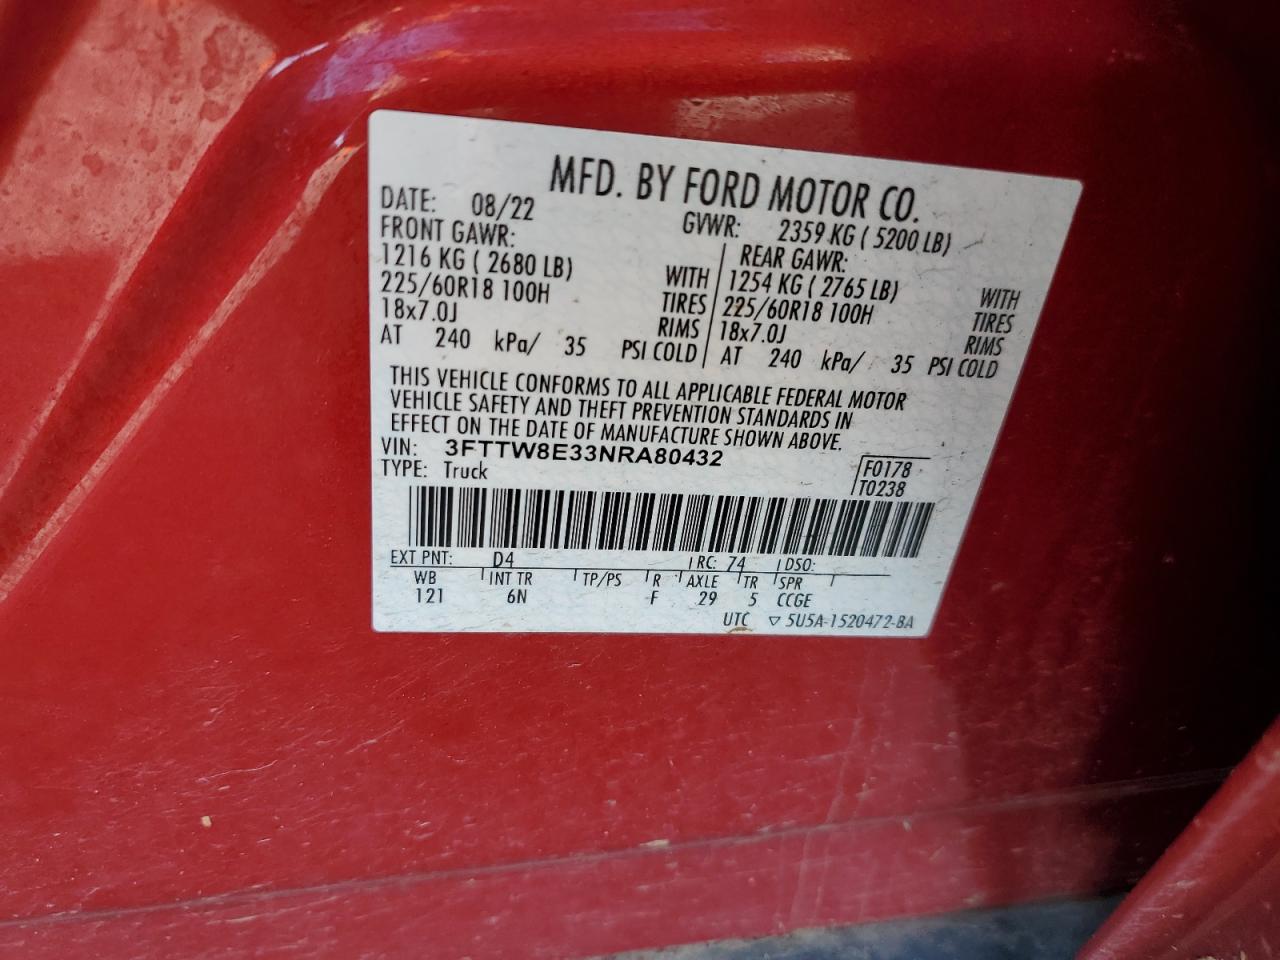 MFD. BY FORD MOTOR CO.
DATE: 08/22 GVWR: 2359 KG ( 5200 LB)
FRONT GAWR: REAR GAWR:
1216 KG ( 2680 LB) WITH 1254 KG ( 2765 LB) WITH
225/60R18 100H TIRES 225/60R18 100H TIRES
18x7.0J RIMS 18x7.0J RIMS
AT 240 kPa/ 35 PSI COLD AT 240 kPa/ 35 PSI COLD
THIS VEHICLE CONFORMS TO ALL APPLICABLE FEDERAL MOTOR
VEHICLE SAFETY AND THEFT PREVENTION STANDARDS IN
EFFECT ON THE DATE OF MANUFACTURE SHOWN ABOVE.
VIN: 3FTTW8E33NRA80432 F0178
TYPE: Truck T0238
EXT PNT: D4 RC: 74 DSO:
WB INT TR TP/PS R AXLE TR SPR
121 6N F 29 5 CCGE
UTC ▽ 5U5A-1520472-BA